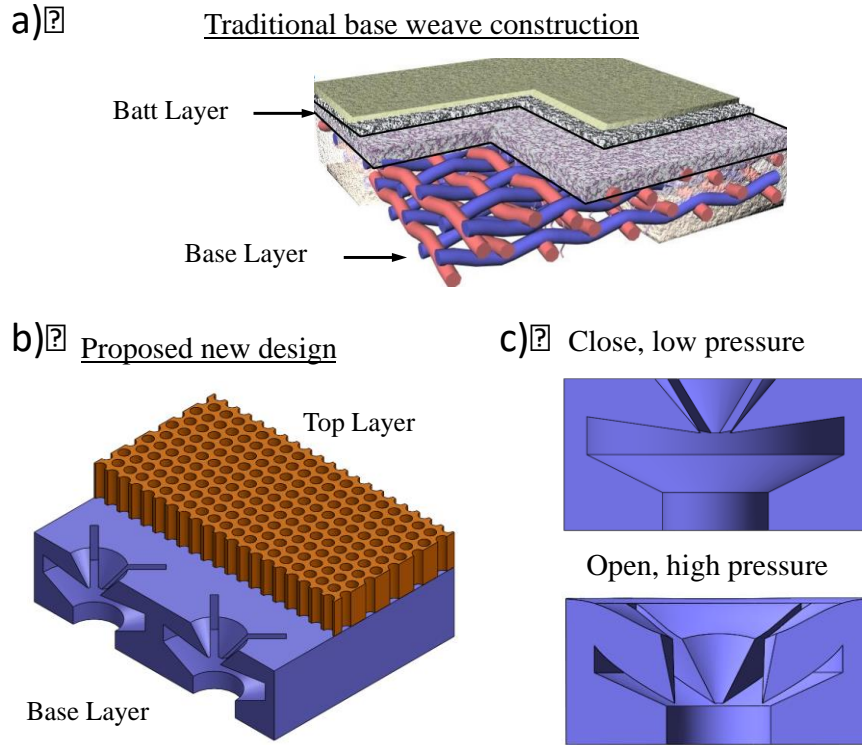 a)⍰ Traditional base weave construction
Batt Layer
Base Layer
b)⍰ Proposed new design
Top Layer
Base Layer
c)⍰ Close, low pressure
Open, high pressure